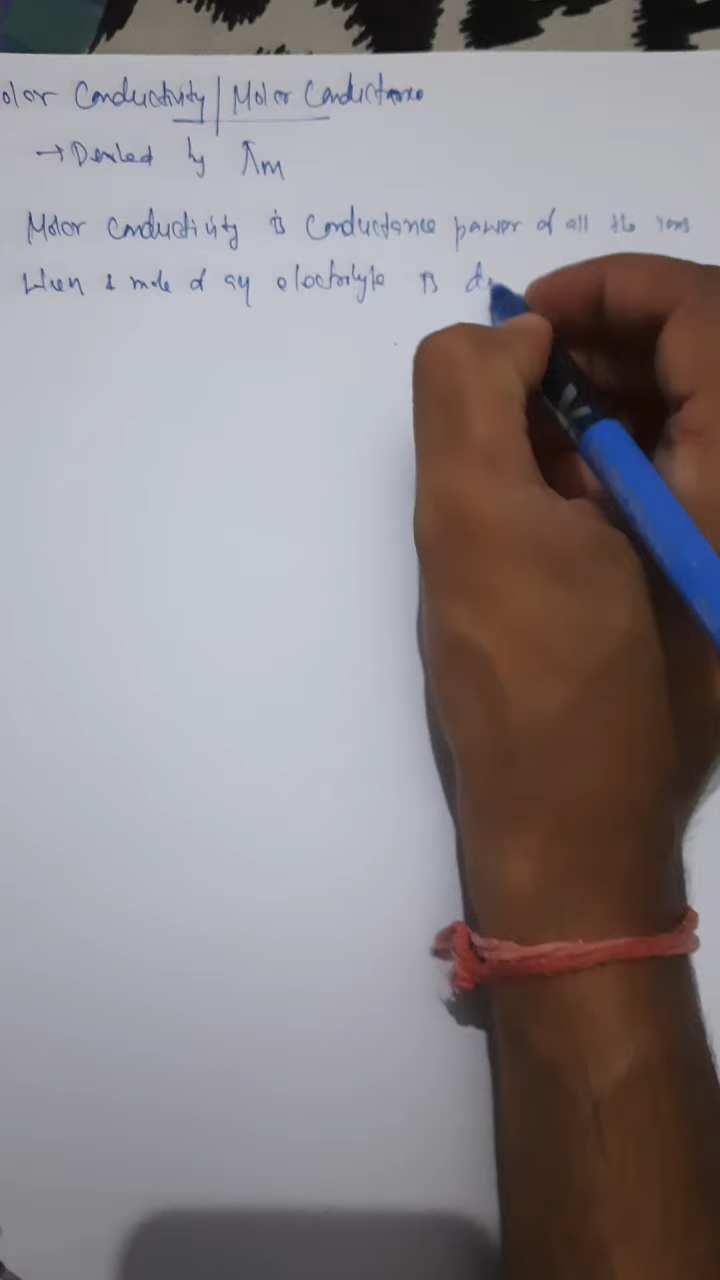 olar Conductivity / Molar Conductance
→ Denoted by Λm
Molar conductivity is conductance power of all the ions
when 1 mole of an electrolyte is